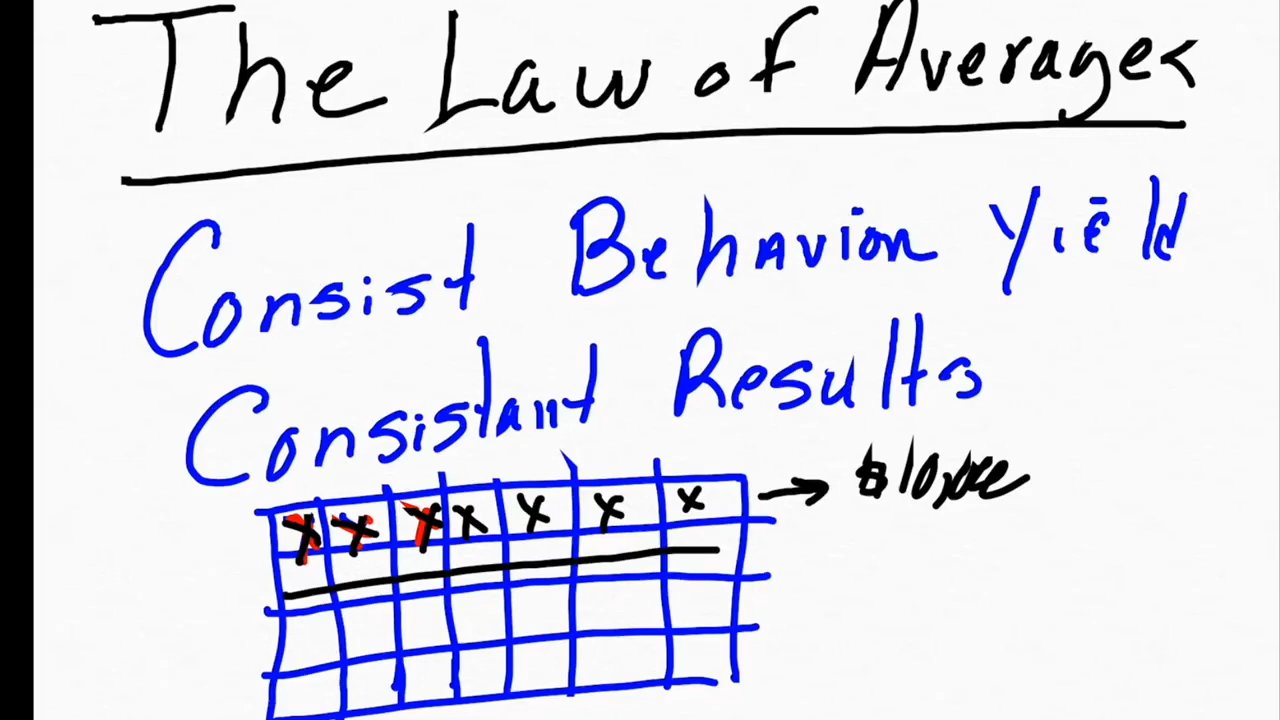 The Law of Averages
Consist Behavior Yield
Consistant Results
X X X X X X X